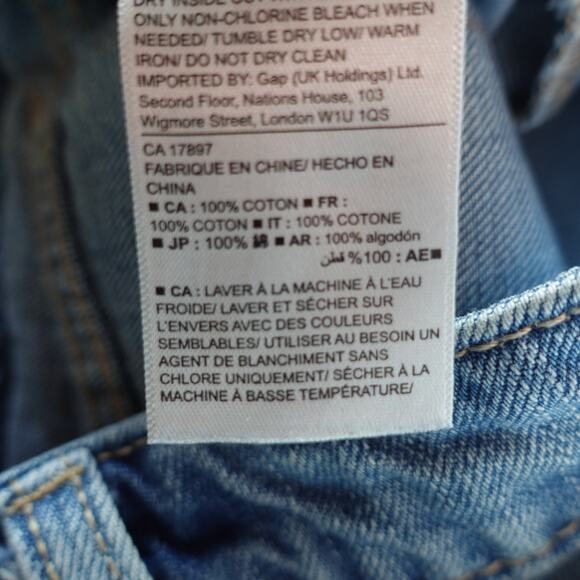 DRY INSIDE OUT
ONLY NON-CHLORINE BLEACH WHEN
NEEDED/ TUMBLE DRY LOW/ WARM
IRON/ DO NOT DRY CLEAN
IMPORTED BY: Gap (UK Holdings) Ltd.
Second Floor, Nations House, 103
Wigmore Street, London W1U 1QS
CA 17897
FABRIQUE EN CHINE/ HECHO EN
CHINA
■ CA : 100% COTON ■ FR :
100% COTON ■ IT : 100% COTONE
■ JP : 100% 綿 ■ AR : 100% algodón
■AE : 100% قطن
■ CA : LAVER À LA MACHINE À L'EAU
FROIDE/ LAVER ET SÉCHER SUR
L'ENVERS AVEC DES COULEURS
SEMBLABLES/ UTILISER AU BESOIN UN
AGENT DE BLANCHIMENT SANS
CHLORE UNIQUEMENT/ SÉCHER À LA
MACHINE À BASSE TEMPÉRATURE/